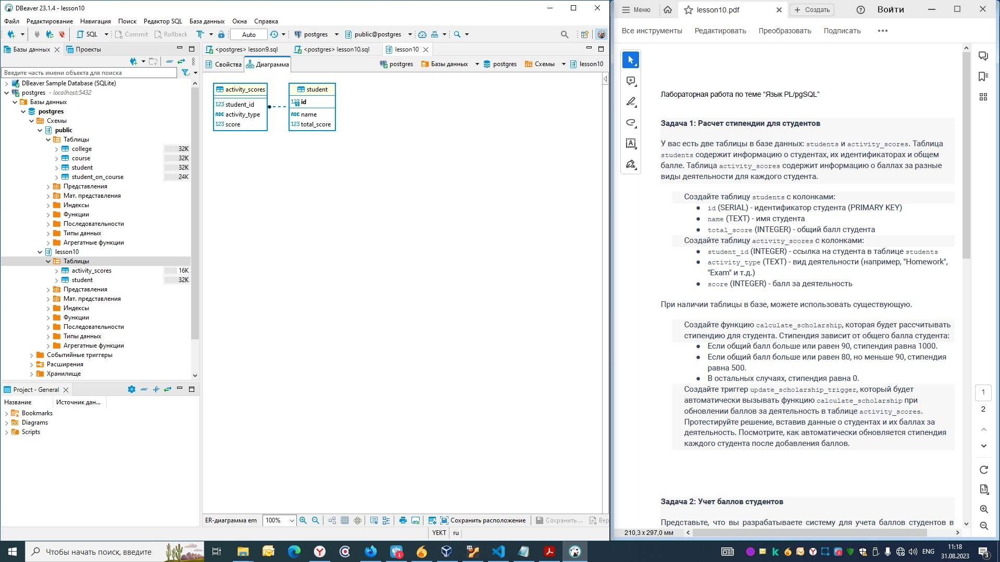 DBeaver 23.1.4 - lesson10
Файл Редактирование Навигация Поиск Редактор SQL База данных Окна Справка
SQL Commit Rollback Auto postgres public@postgres
Базы данных Проекты
Введите часть имени объекта для поиска
DBeaver Sample Database (SQLite)
postgres - localhost:5432
Базы данных
postgres
Схемы
public
Таблицы
college 32K
course 32K
student 32K
student_on_course 24K
Представления
Мат. представления
Индексы
Функции
Последовательности
Типы данных
Агрегатные функции
lesson10
Таблицы
activity_scores 16K
student 32K
Представления
Мат. представления
Индексы
Функции
Последовательности
Типы данных
Агрегатные функции
Событийные триггеры
Расширения
Хранилище
Project - General
Название Источник дан...
Bookmarks
Diagrams
Scripts
<postgres> lesson9.sql <postgres> lesson10.sql lesson10
Свойства Диаграмма postgres Базы данных postgres Схемы lesson10
activity_scores
123 student_id
ABC activity_type
123 score
student
123 id
ABC name
123 total_score
ER-диаграмма em 100% Сохранить расположение Сохранить ... Вер
YEKT ru
Меню lesson10.pdf Создать Войти
Все инструменты Редактировать Преобразовать Подписать
Лабораторная работа по теме “Язык PL/pgSQL”
Задача 1: Расчет стипендии для студентов
У вас есть две таблицы в базе данных: students и activity_scores. Таблица
students содержит информацию о студентах, их идентификаторах и общем
балле. Таблица activity_scores содержит информацию о баллах за разные
виды деятельности для каждого студента.
Создайте таблицу students с колонками:
● id (SERIAL) - идентификатор студента (PRIMARY KEY)
● name (TEXT) - имя студента
● total_score (INTEGER) - общий балл студента
Создайте таблицу activity_scores с колонками:
● student_id (INTEGER) - ссылка на студента в таблице students
● activity_type (TEXT) - вид деятельности (например, "Homework",
"Exam" и т.д.)
● score (INTEGER) - балл за деятельность
При наличии таблицы в базе, можете использовать существующую.
Создайте функцию calculate_scholarship, которая будет рассчитывать
стипендию для студента. Стипендия зависит от общего балла студента:
● Если общий балл больше или равен 90, стипендия равна 1000.
● Если общий балл больше или равен 80, но меньше 90, стипендия
равна 500.
● В остальных случаях, стипендия равна 0.
Создайте триггер update_scholarship_trigger, который будет
автоматически вызывать функцию calculate_scholarship при
обновлении баллов за деятельность в таблице activity_scores.
Протестируйте решение, вставив данные о студентах и их баллах за
деятельность. Посмотрите, как автоматически обновляется стипендия
каждого студента после добавления баллов.
Задача 2: Учет баллов студентов
Представьте, что вы разрабатываете систему для учета баллов студентов в
210,3 x 297,0 мм
1
2
Чтобы начать поиск, введите
ENG
11:18
31.08.2023
3